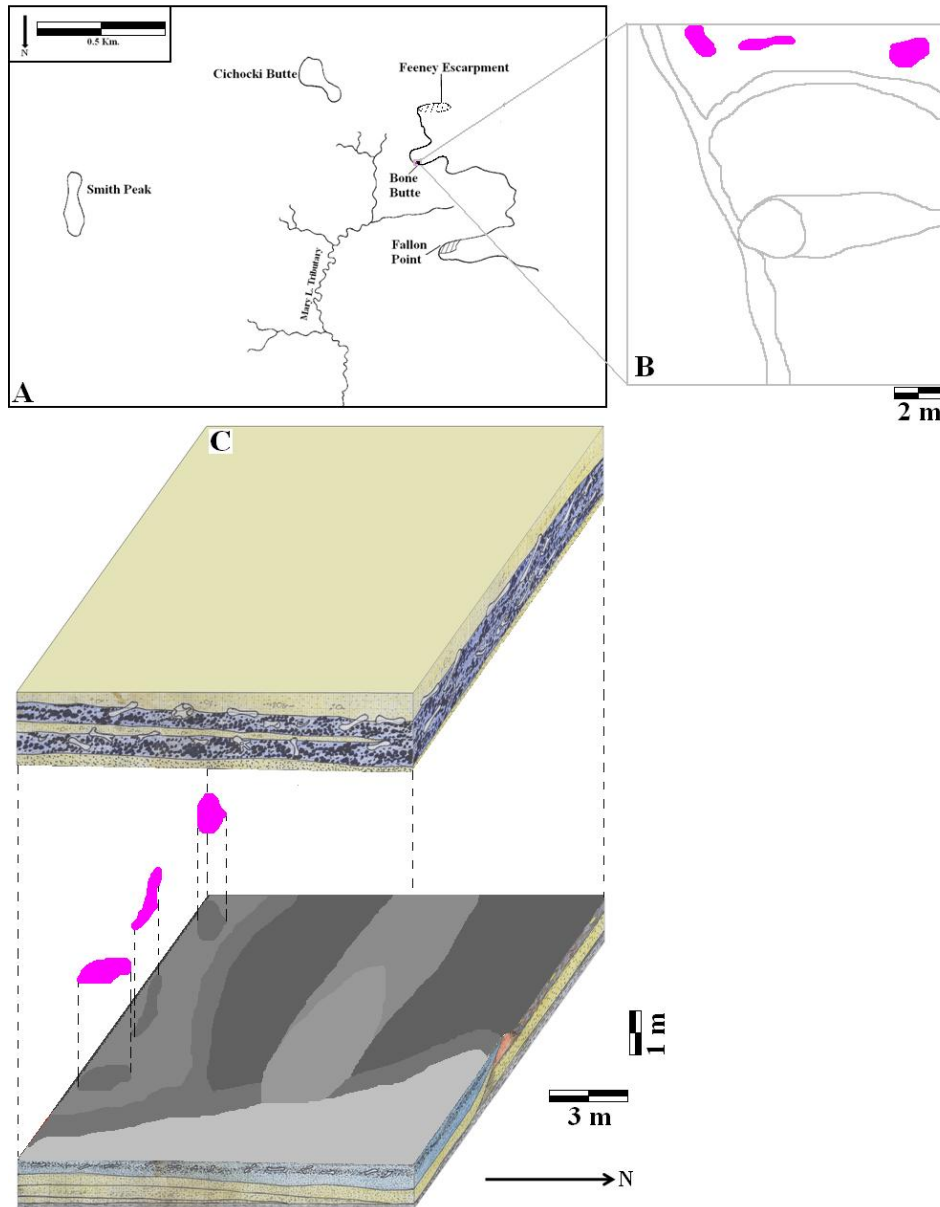 0.5 Km.
N
Cichocki Butte
Feeney Escarpment
Smith Peak
Bone
Butte
Fallon
Point
Mary L. Tributary
A
B
2 m
C
1 m
3 m
N